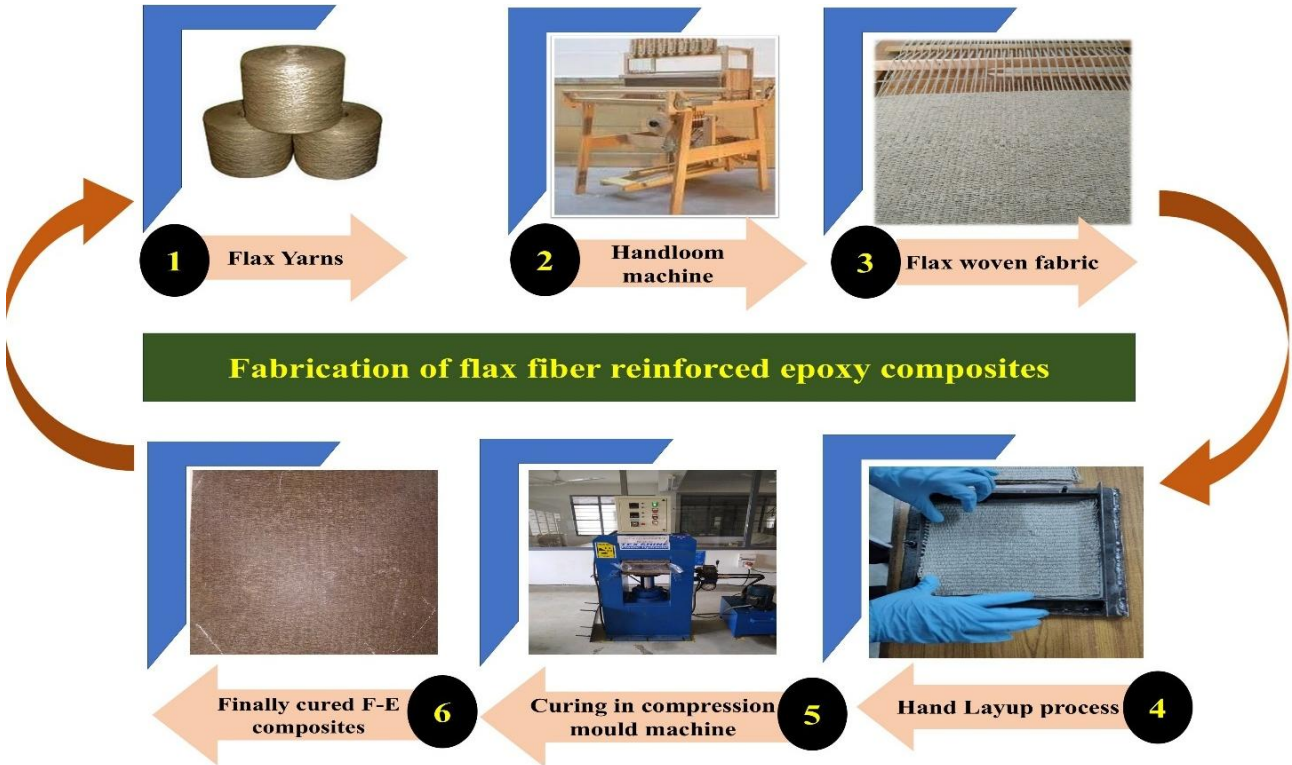 1
Flax Yarns
2
Handloom
machine
3
Flax woven fabric
Fabrication of flax fiber reinforced epoxy composites
4
Hand Layup process
5
Curing in compression
mould machine
6
Finally cured F-E
composites